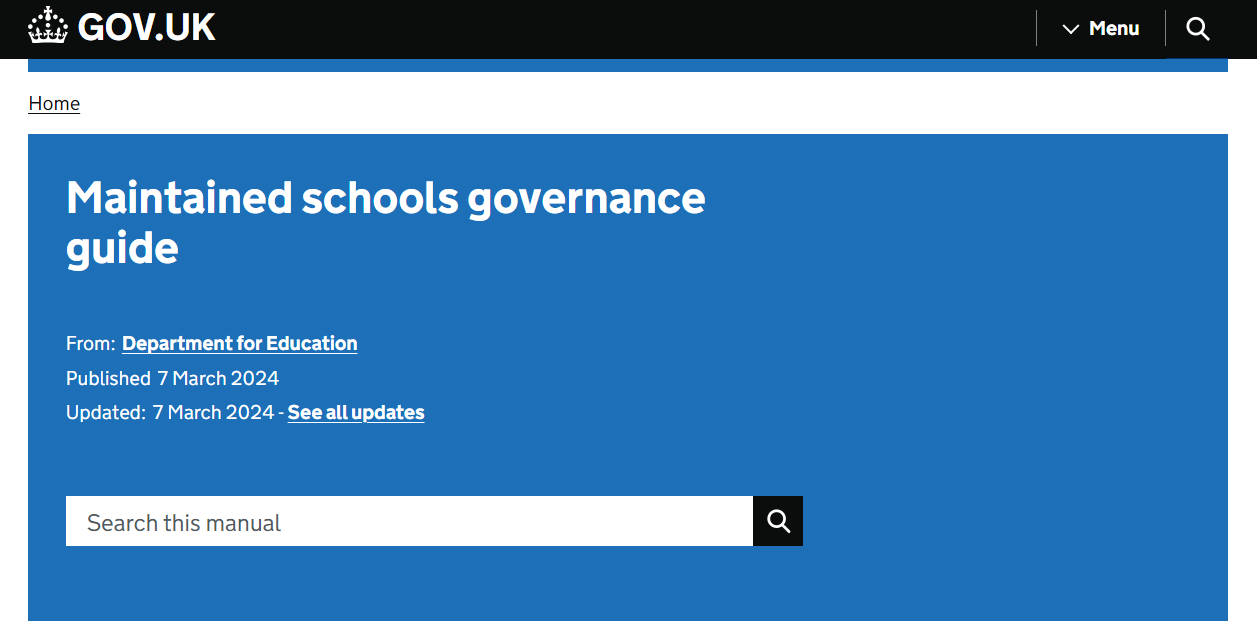 GOV.UK
Menu
Home
Maintained schools governance
guide
From: Department for Education
Published 7 March 2024
Updated: 7 March 2024 - See all updates
Search this manual